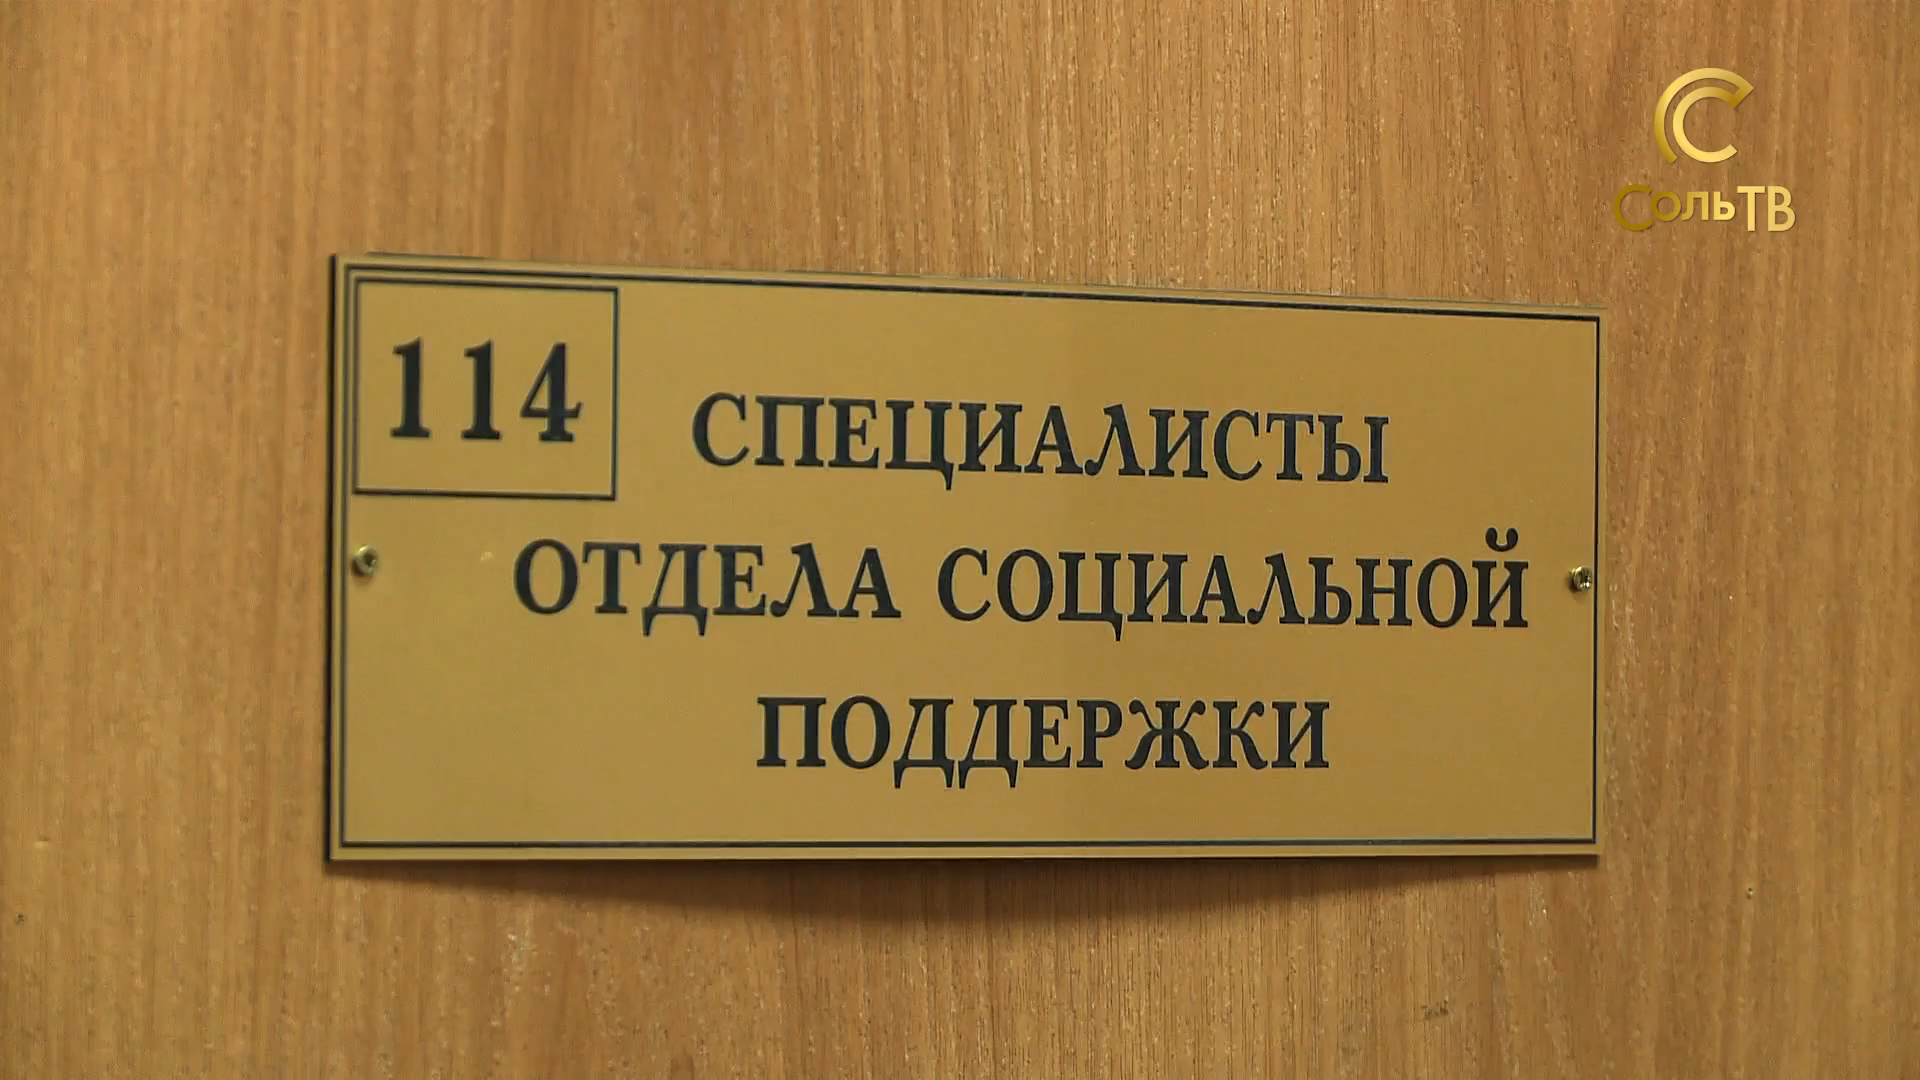 СольТВ
114
СПЕЦИАЛИСТЫ
ОТДЕЛА СОЦИАЛЬНОЙ
ПОДДЕРЖКИ